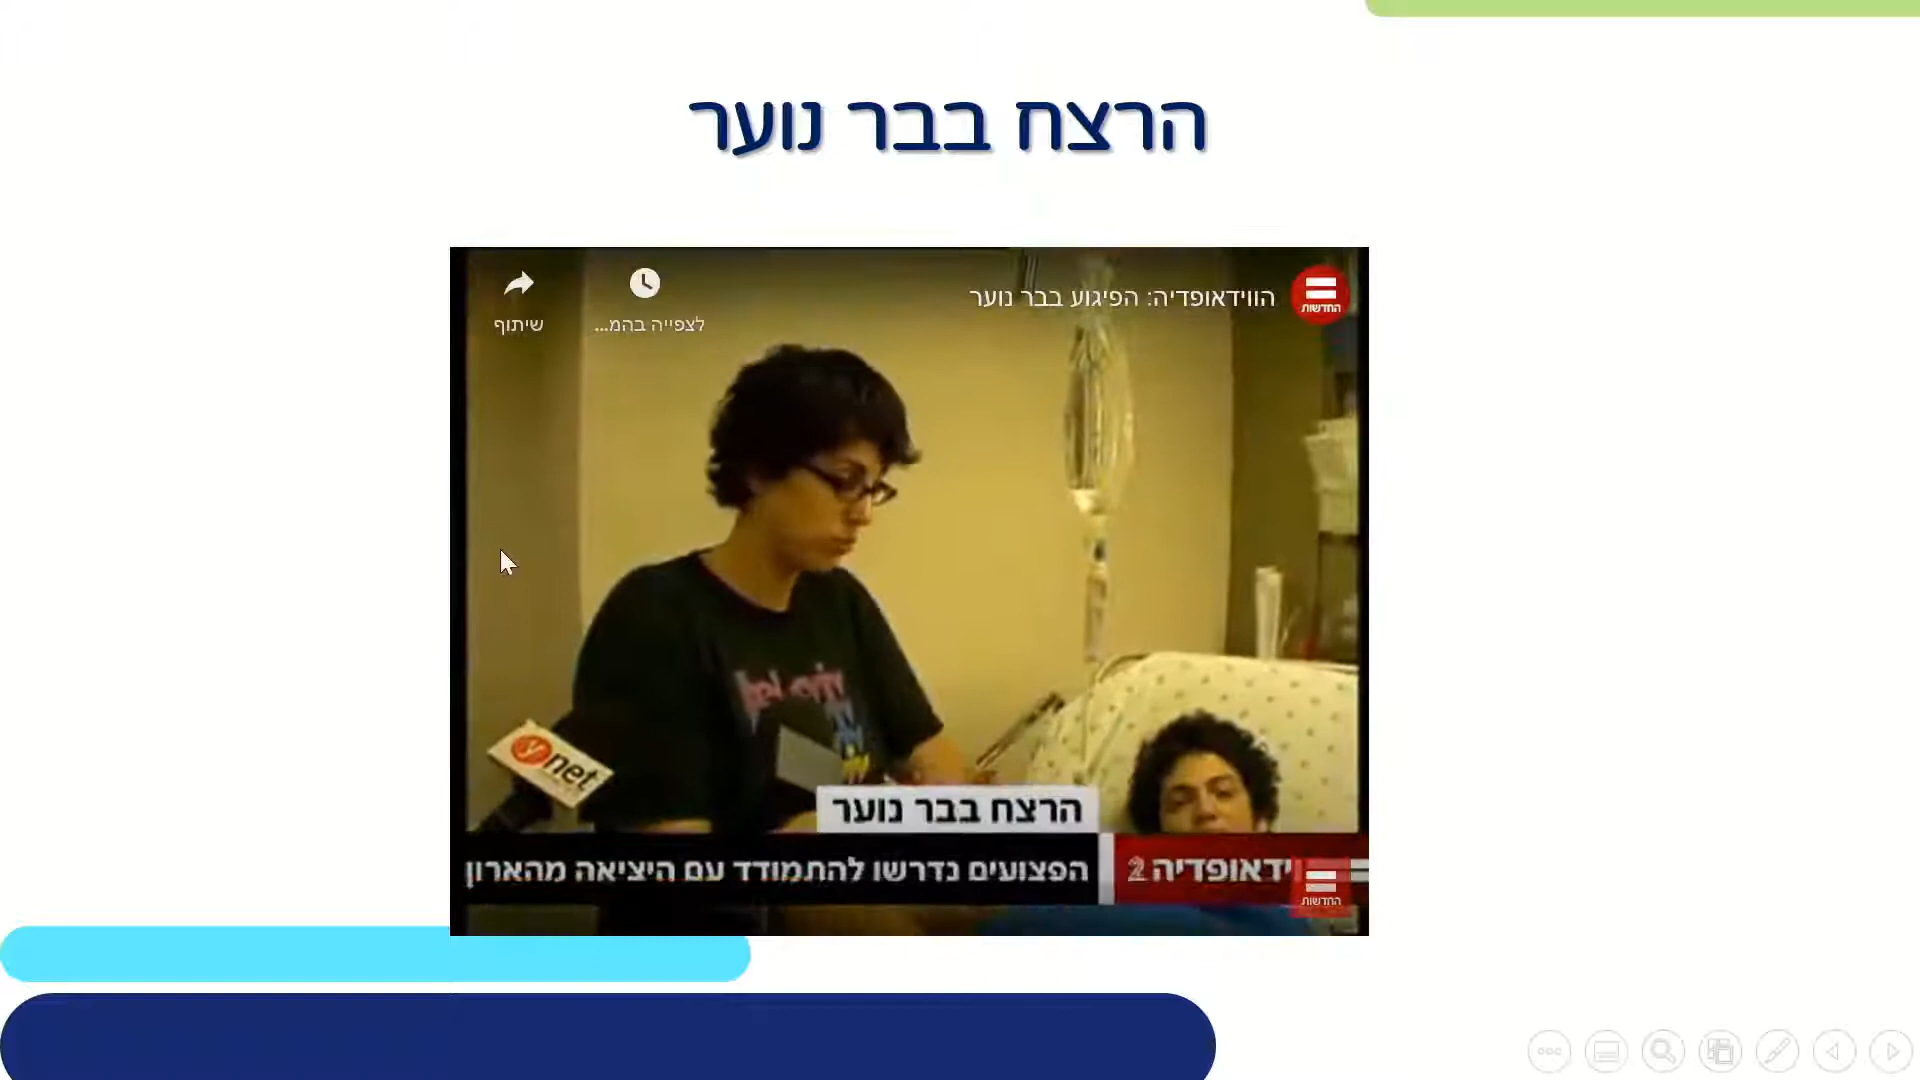 הרצח בבר נוער
החדשות
הווידאופדיה: הפיגוע בבר נוער
לצפייה בהמ...
שיתוף
ynet
הרצח בבר נוער
ידאופדיה 2
הפצועים נדרשו להתמודד עם היציאה מהארון
החדשות